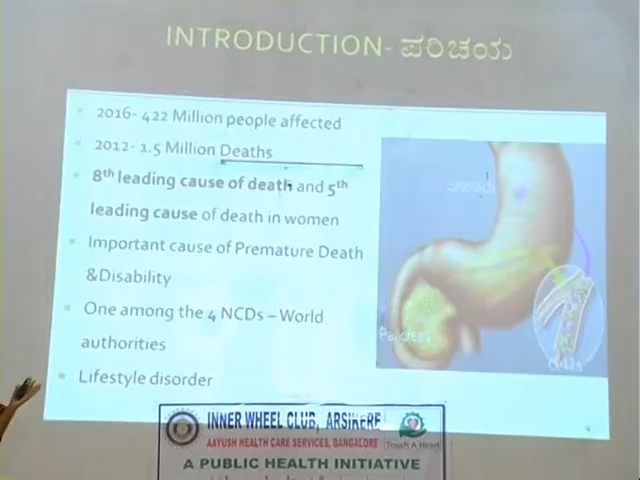 INTRODUCTION- ಪರಿಚಯ
2016- 422 Million people affected
2012- 1.5 Million Deaths
8th leading cause of death and 5th
leading cause of death in women
Important cause of Premature Death
&Disability
One among the 4 NCDs – World
authorities
Lifestyle disorder
Stomach
Pancreas
INNER WHEEL CLUB, ARSIKERE
AAYUSH HEALTH CARE SERVICES, BANGALORE
Touch A Heart
A PUBLIC HEALTH INITIATIVE